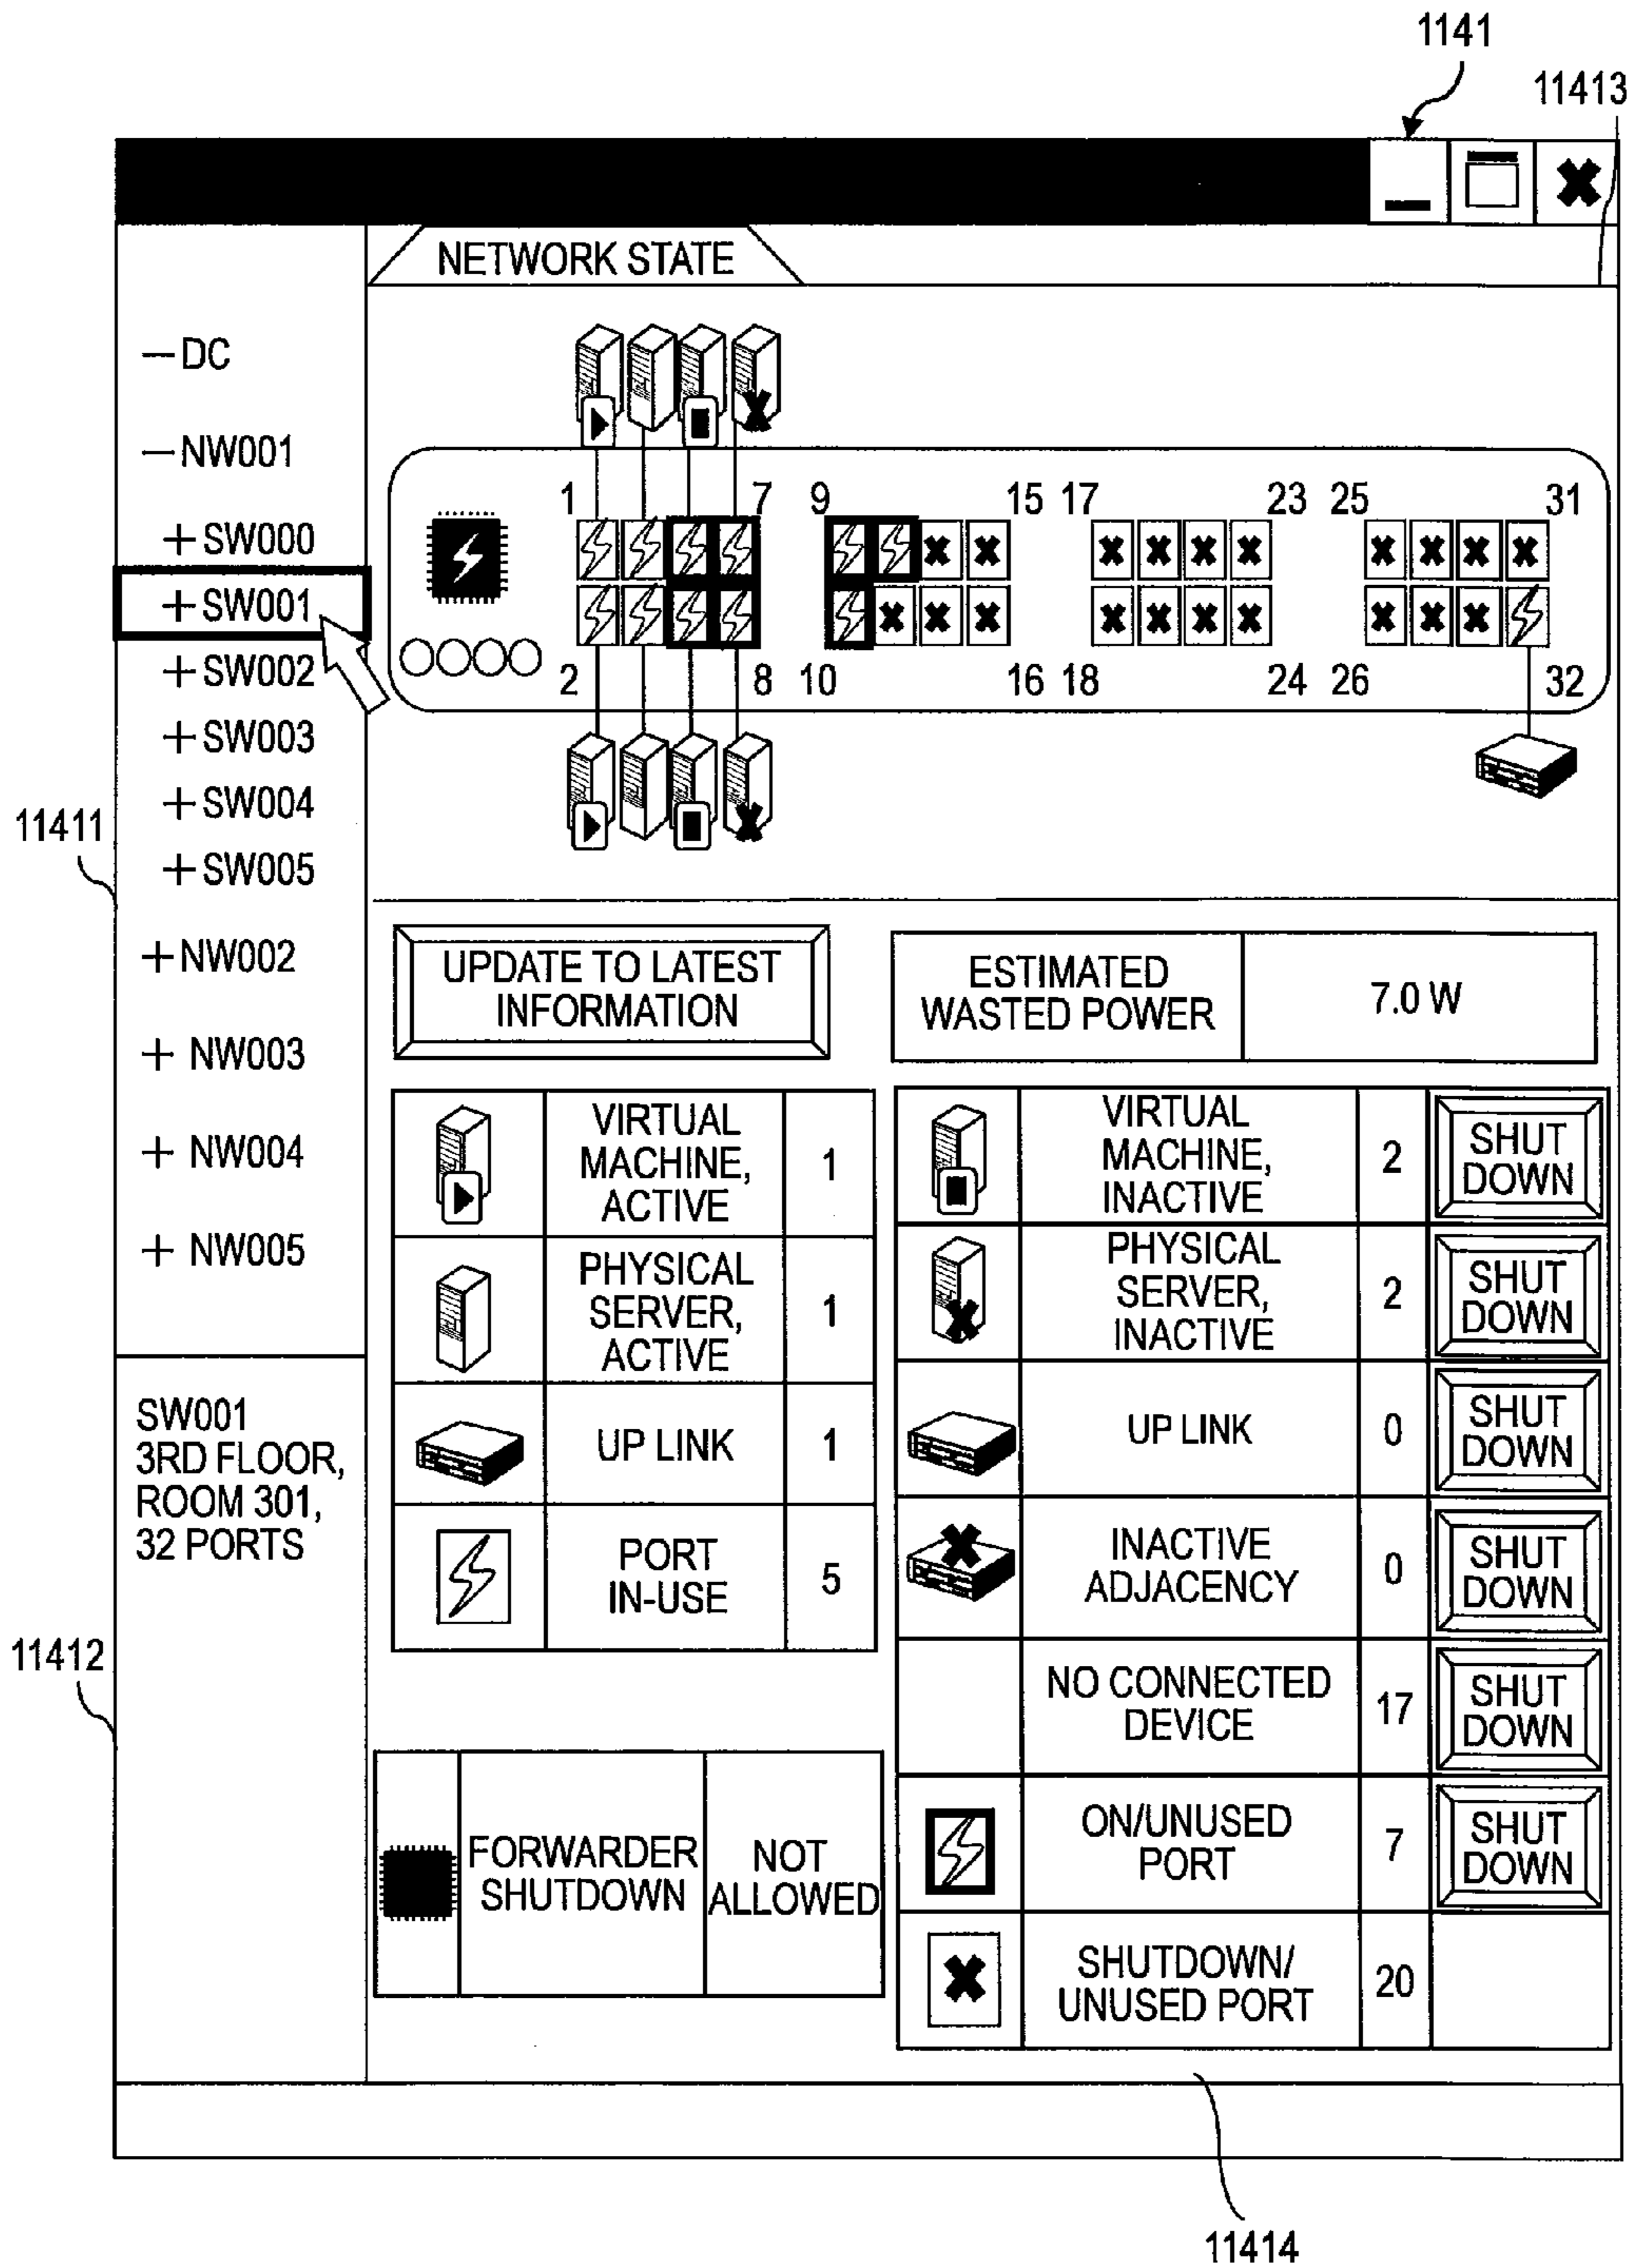 1141
11413
NETWORK STATE
—DC
—NW001
+SW000
+SW001
+SW002
+SW003
+SW004
+SW005
+NW002
+ NW003
+ NW004
+ NW005
11411
1 7 9 15 17 23 25 31
2 8 10 16 18 24 26 32
UPDATE TO LATEST
INFORMATION
ESTIMATED
WASTED POWER
7.0 W
VIRTUAL
MACHINE,
ACTIVE
1
PHYSICAL
SERVER,
ACTIVE
1
UP LINK
1
PORT
IN-USE
5
VIRTUAL
MACHINE,
INACTIVE
2
SHUT
DOWN
PHYSICAL
SERVER,
INACTIVE
2
SHUT
DOWN
UP LINK
0
SHUT
DOWN
INACTIVE
ADJACENCY
0
SHUT
DOWN
NO CONNECTED
DEVICE
17
SHUT
DOWN
ON/UNUSED
PORT
7
SHUT
DOWN
SHUTDOWN/
UNUSED PORT
20
SW001
3RD FLOOR,
ROOM 301,
32 PORTS
11412
FORWARDER
SHUTDOWN
NOT
ALLOWED
11414